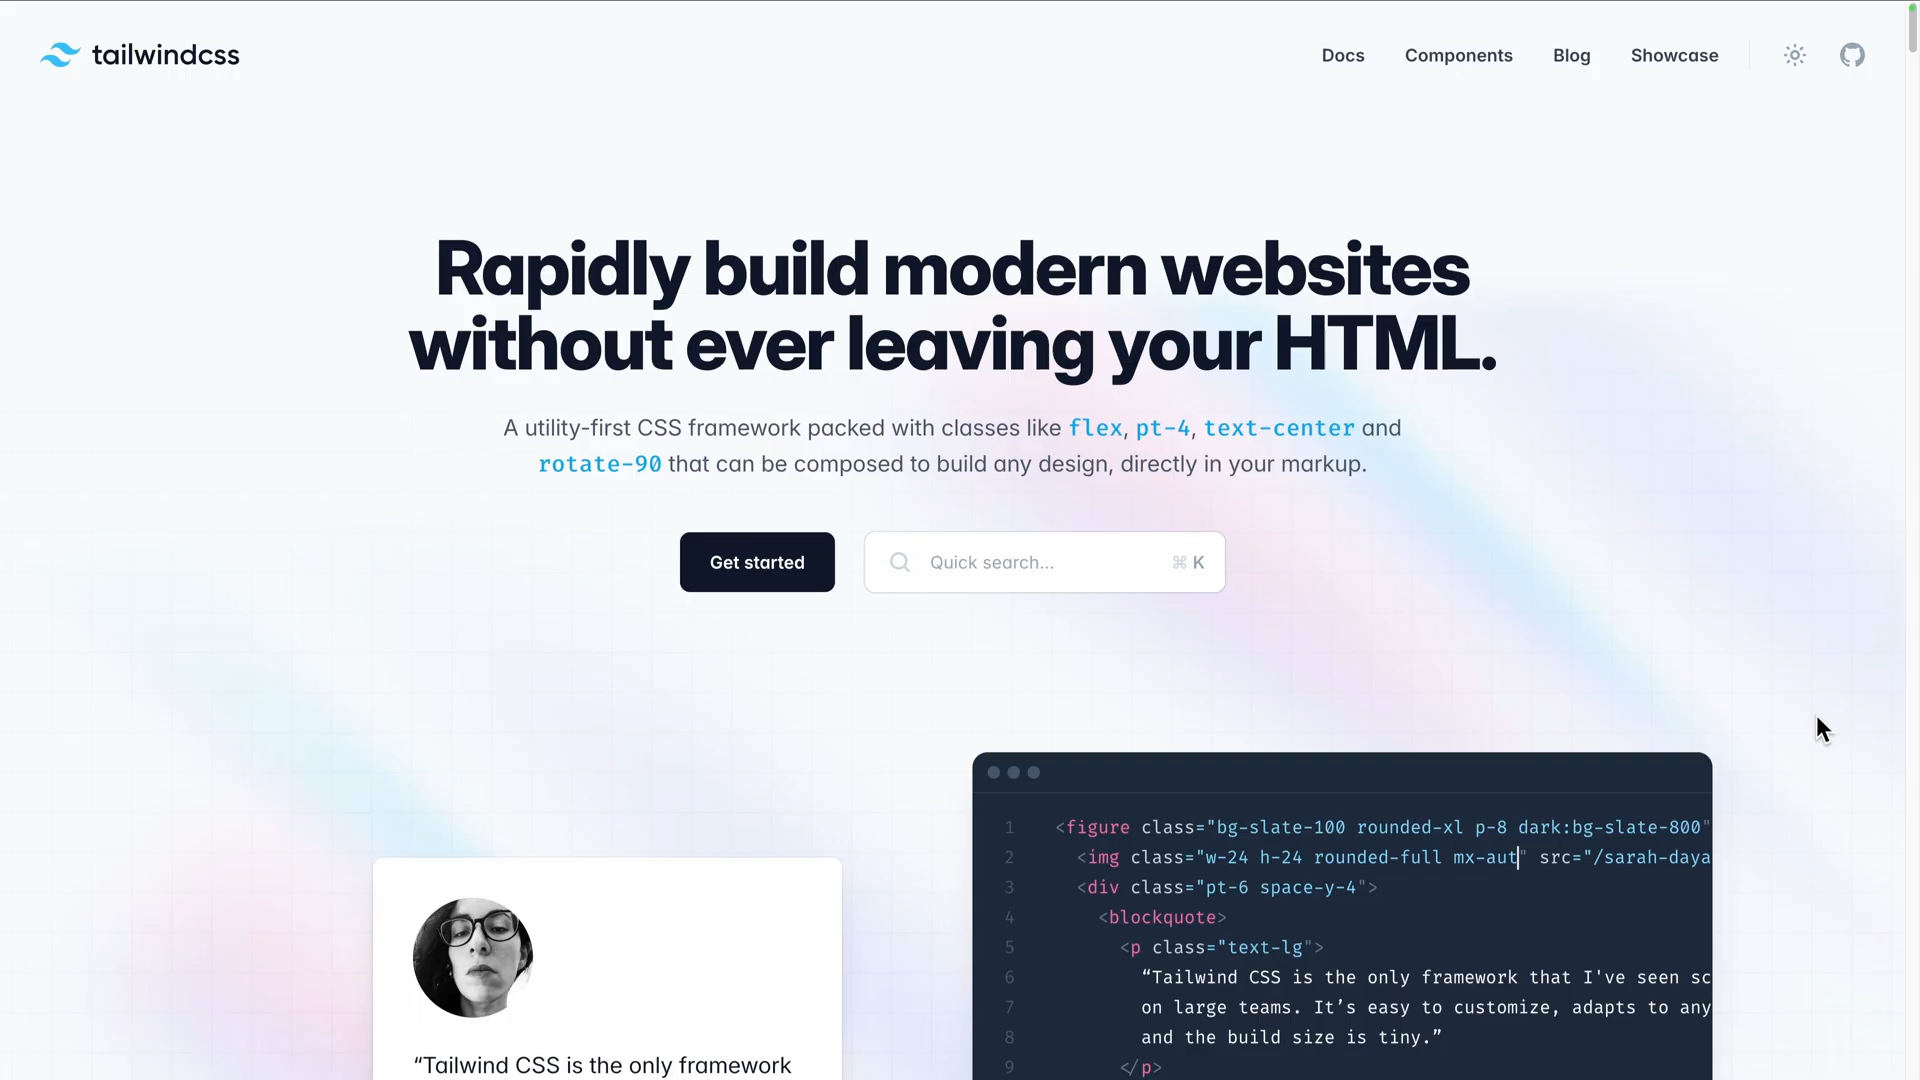 tailwindcss
Docs Components Blog Showcase
Rapidly build modern websites
without ever leaving your HTML.
A utility-first CSS framework packed with classes like flex, pt-4, text-center and
rotate-90 that can be composed to build any design, directly in your markup.
Get started
Quick search... ⌘ K
1 <figure class="bg-slate-100 rounded-xl p-8 dark:bg-slate-800"
2 <img class="w-24 h-24 rounded-full mx-aut" src="/sarah-daya
3 <div class="pt-6 space-y-4">
4 <blockquote>
5 <p class="text-lg">
6 “Tailwind CSS is the only framework that I've seen sc
7 on large teams. It’s easy to customize, adapts to any
8 and the build size is tiny.”
9 </p>
“Tailwind CSS is the only framework